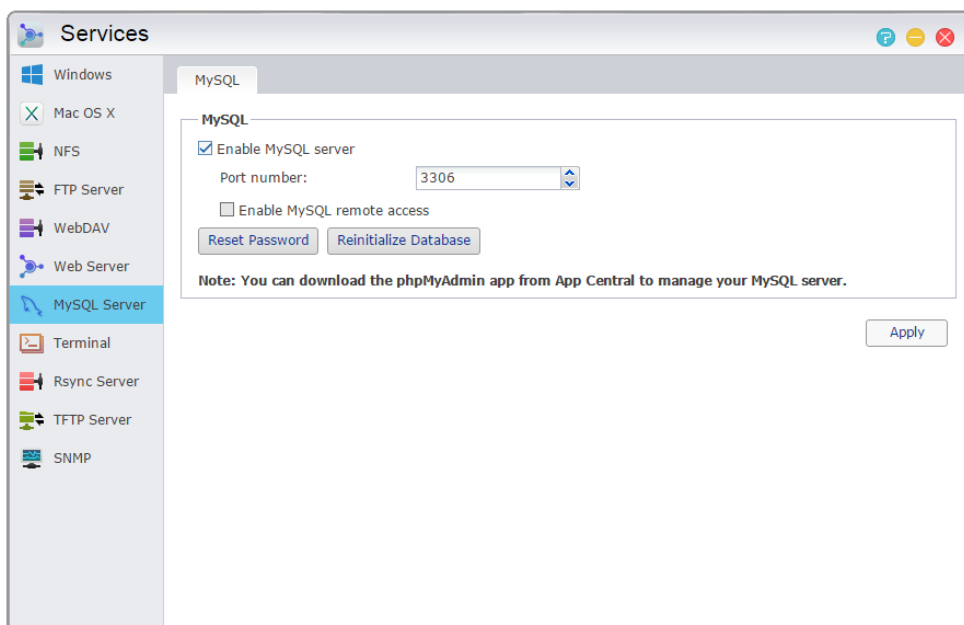 Services
Windows
Mac OS X
NFS
FTP Server
WebDAV
Web Server
MySQL Server
Terminal
Rsync Server
TFTP Server
SNMP
MySQL
MySQL
Enable MySQL server
Port number: 3306
Enable MySQL remote access
Reset Password Reinitialize Database
Note: You can download the phpMyAdmin app from App Central to manage your MySQL server.
Apply